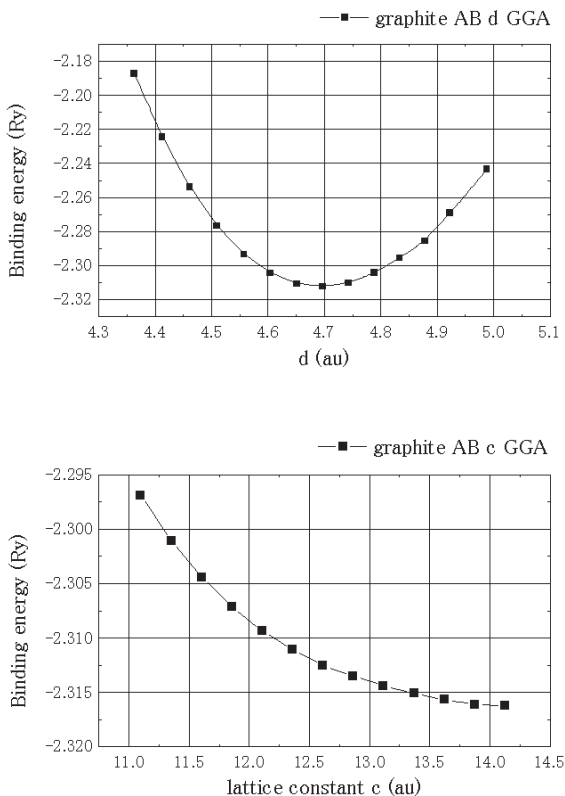 graphite AB d GGA
Binding energy (Ry)
-2.18
-2.20
-2.22
-2.24
-2.26
-2.28
-2.30
-2.32
4.3 4.4 4.5 4.6 4.7 4.8 4.9 5.0 5.1
d (au)
graphite AB c GGA
Binding energy (Ry)
-2.295
-2.300
-2.305
-2.310
-2.315
-2.320
11.0 11.5 12.0 12.5 13.0 13.5 14.0 14.5
lattice constant c (au)